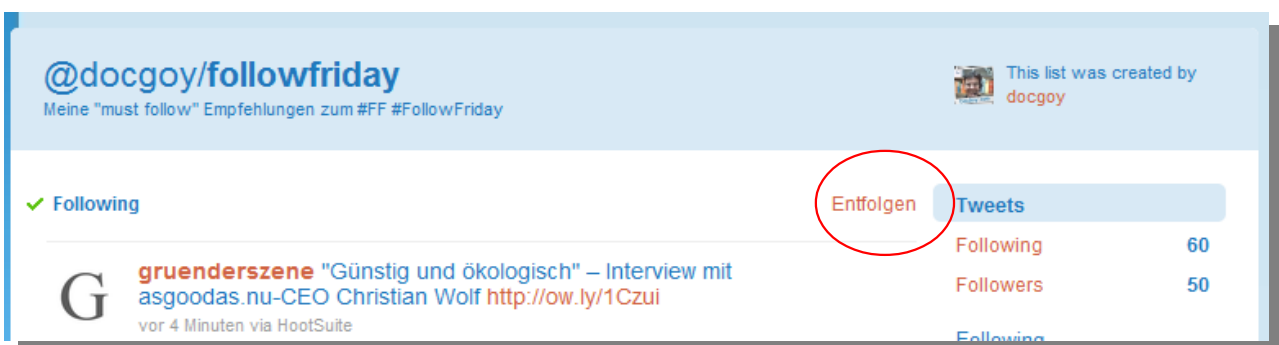 @docgoy/followfriday
Meine "must follow" Empfehlungen zum #FF #FollowFriday
This list was created by
docgoy
Following
Entfolgen
Tweets
Following 60
Followers 50
Following
G
gruenderszene "Günstig und ökologisch" – Interview mit
asgoodas.nu-CEO Christian Wolf http://ow.ly/1Czui
vor 4 Minuten via HootSuite